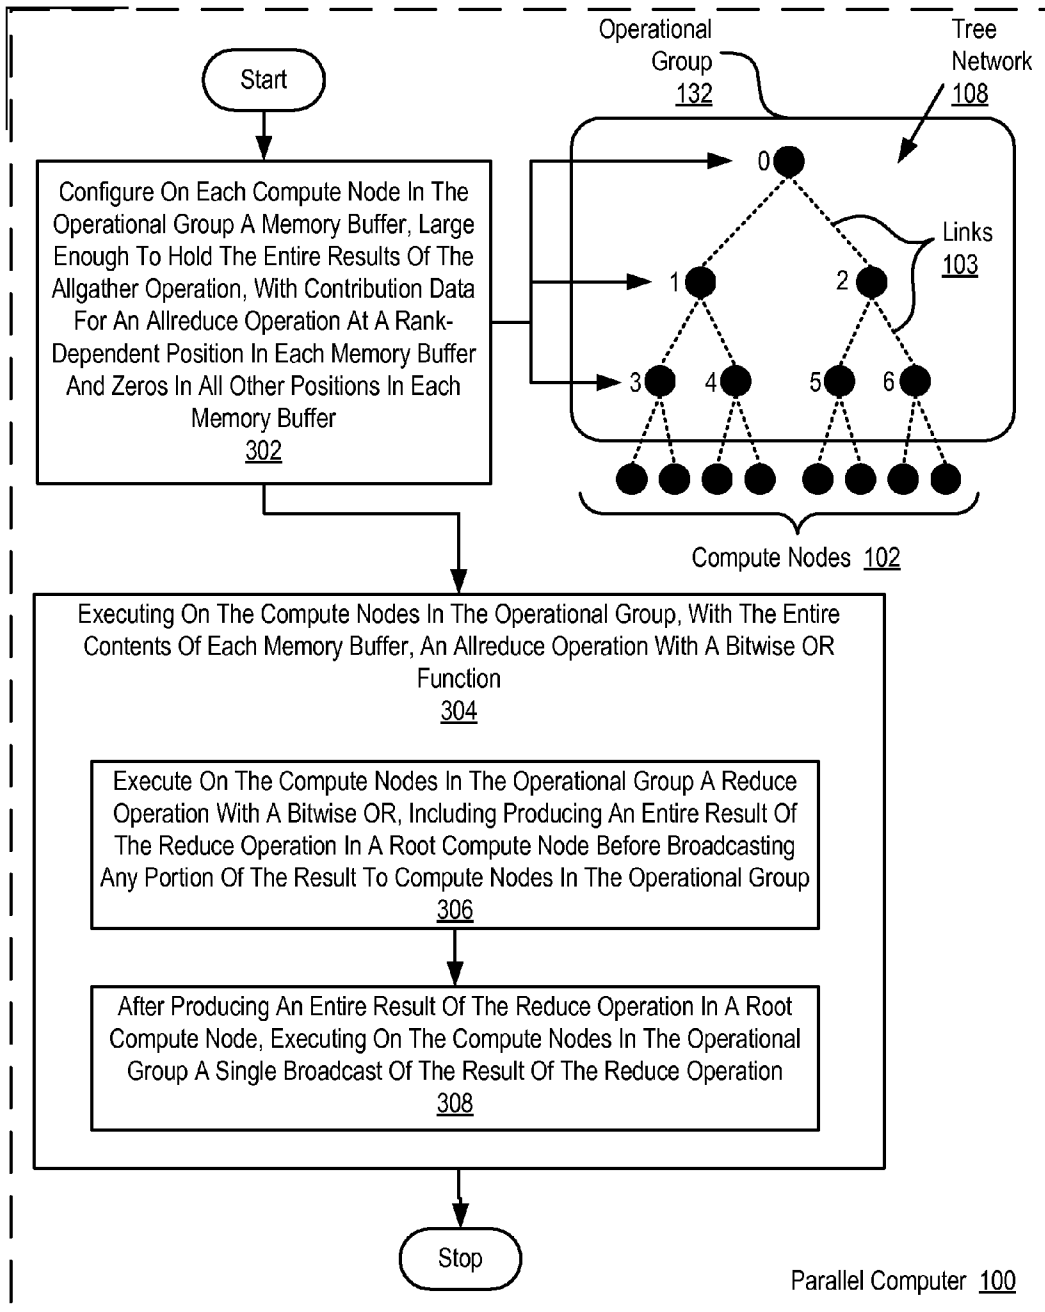 Operational
Group
132
Tree
Network
108
Start
0
Configure On Each Compute Node In The
Operational Group A Memory Buffer, Large
Enough To Hold The Entire Results Of The
Allgather Operation, With Contribution Data
For An Allreduce Operation At A Rank-
Dependent Position In Each Memory Buffer
And Zeros In All Other Positions In Each
Memory Buffer
302
Links
103
1
2
3
4
5
6
Compute Nodes 102
Executing On The Compute Nodes In The Operational Group, With The Entire
Contents Of Each Memory Buffer, An Allreduce Operation With A Bitwise OR
Function
304
Execute On The Compute Nodes In The Operational Group A Reduce
Operation With A Bitwise OR, Including Producing An Entire Result Of
The Reduce Operation In A Root Compute Node Before Broadcasting
Any Portion Of The Result To Compute Nodes In The Operational Group
306
After Producing An Entire Result Of The Reduce Operation In A Root
Compute Node, Executing On The Compute Nodes In The Operational
Group A Single Broadcast Of The Result Of The Reduce Operation
308
Stop
Parallel Computer 100